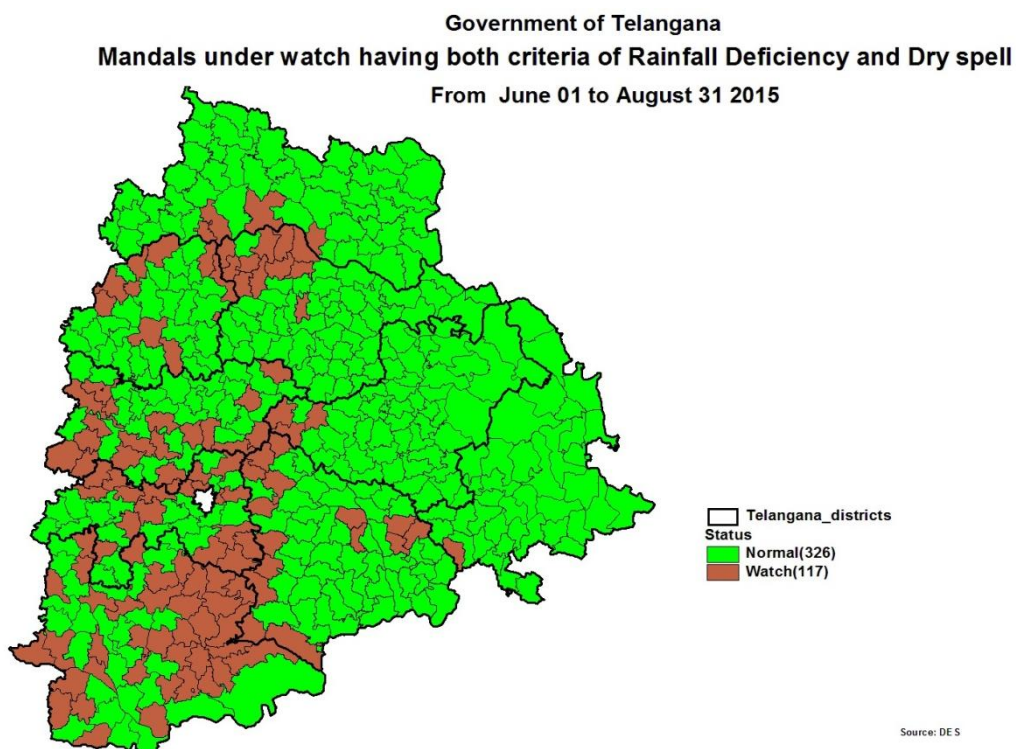 Government of Telangana
Mandals under watch having both criteria of Rainfall Deficiency and Dry spell
From June 01 to August 31 2015
Telangana_districts
Status
Normal(326)
Watch(117)
Source: DE S